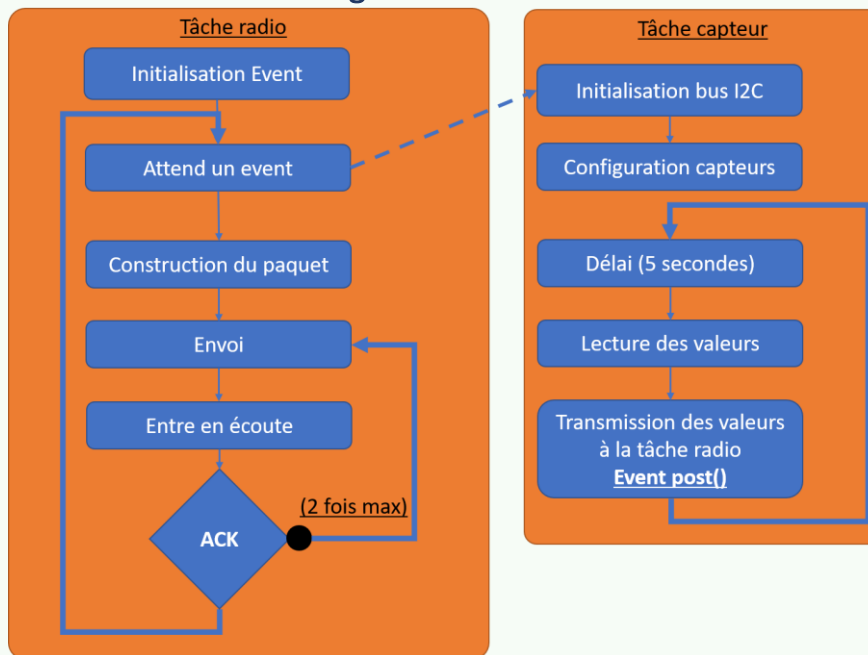 Tâche radio
Initialisation Event
Attend un event
Construction du paquet
Envoi
Entre en écoute
(2 fois max)
ACK
Tâche capteur
Initialisation bus I2C
Configuration capteurs
Délai (5 secondes)
Lecture des valeurs
Transmission des valeurs
à la tâche radio
Event post()